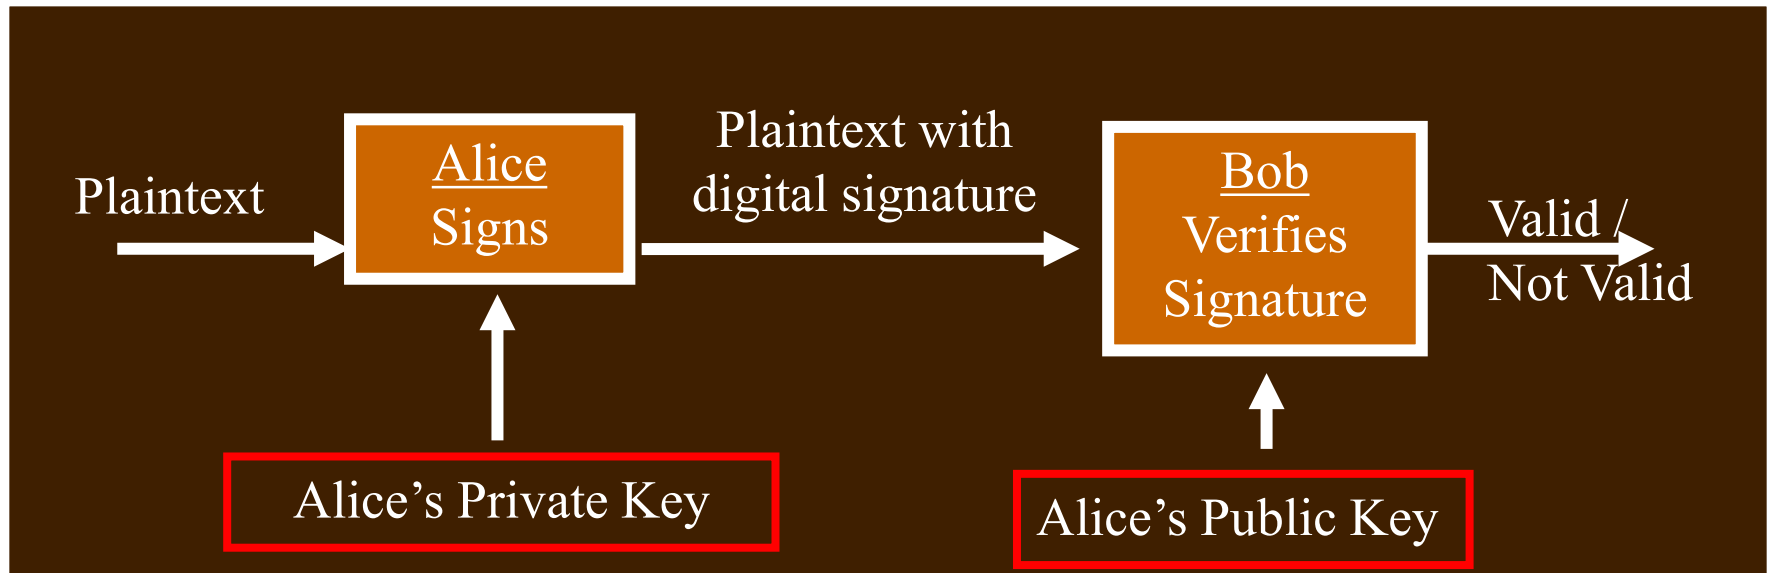 Plaintext
Alice
Signs
Plaintext with
digital signature
Bob
Verifies
Signature
Valid /
Not Valid
Alice’s Private Key
Alice’s Public Key